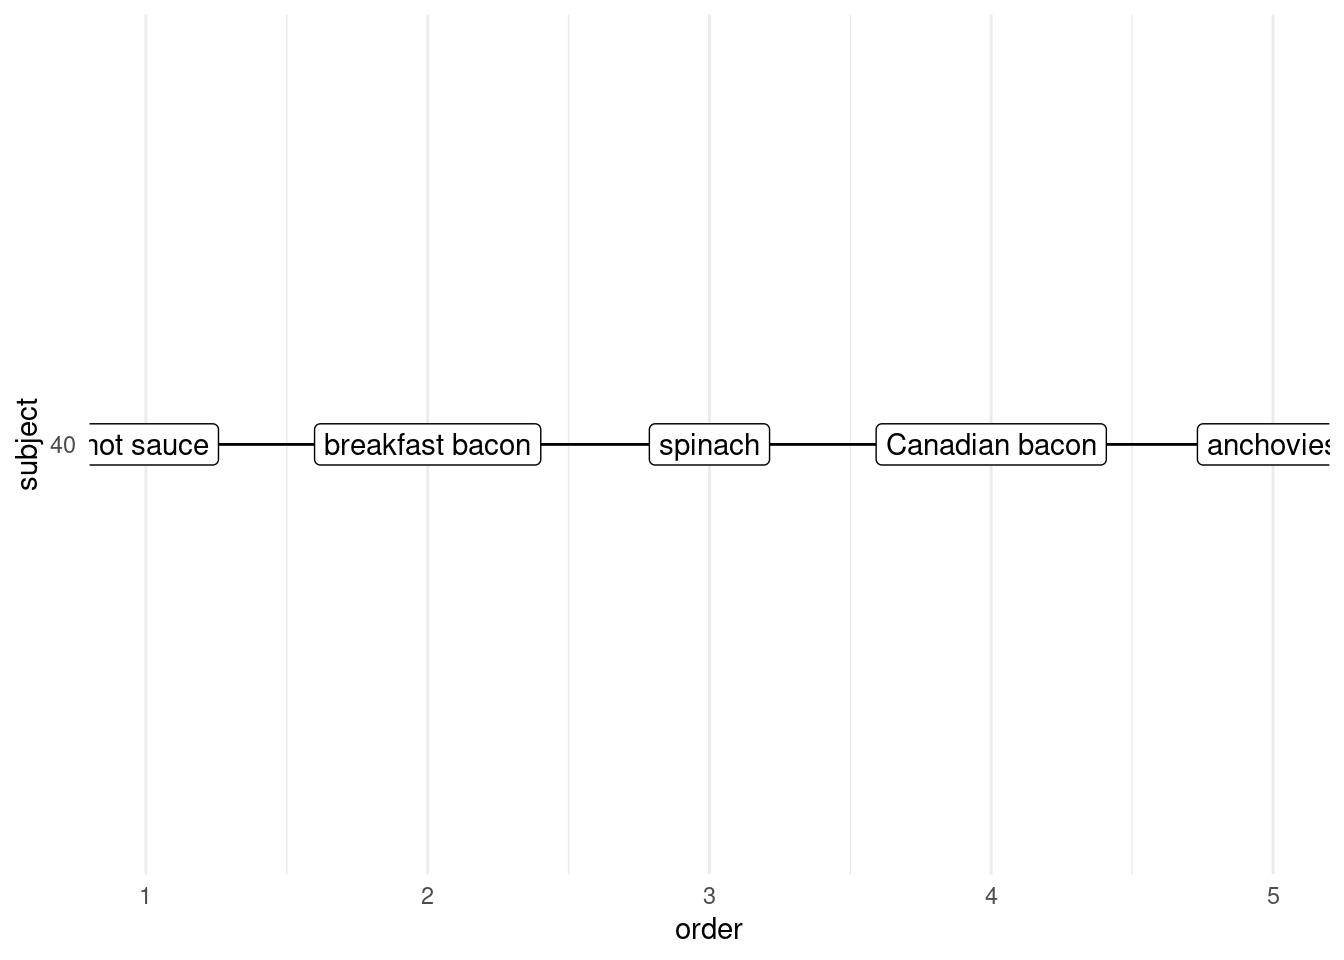 subject
40
hot sauce
breakfast bacon
spinach
Canadian bacon
anchovies
1
2
3
4
5
order